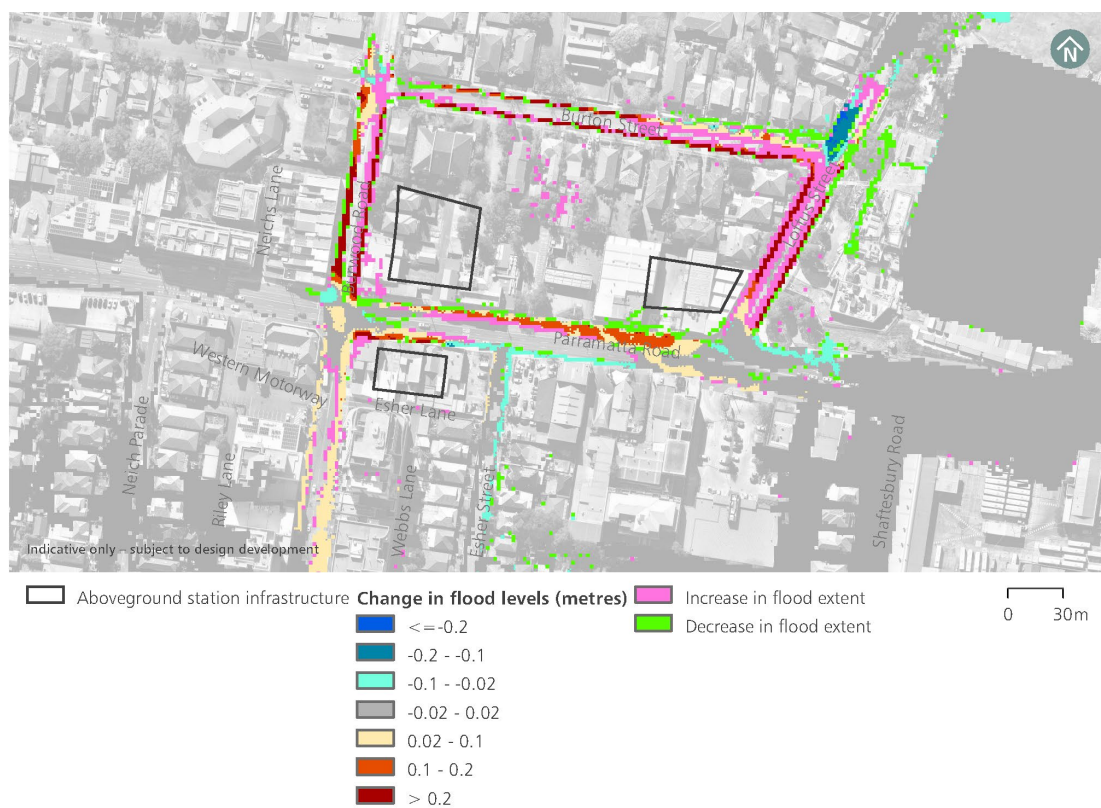 N
Burton Street
Neichs Lane
Burwood Road
Loftus Street
Parramatta Road
Western Motorway
Esher Lane
Neich Parade
Riley Lane
Webbs Lane
Esher Street
Shaftesbury Road
Indicative only – subject to design development
Aboveground station infrastructure
Change in flood levels (metres)
<=-0.2
-0.2 - -0.1
-0.1 - -0.02
-0.02 - 0.02
0.02 - 0.1
0.1 - 0.2
> 0.2
Increase in flood extent
Decrease in flood extent
0 30m